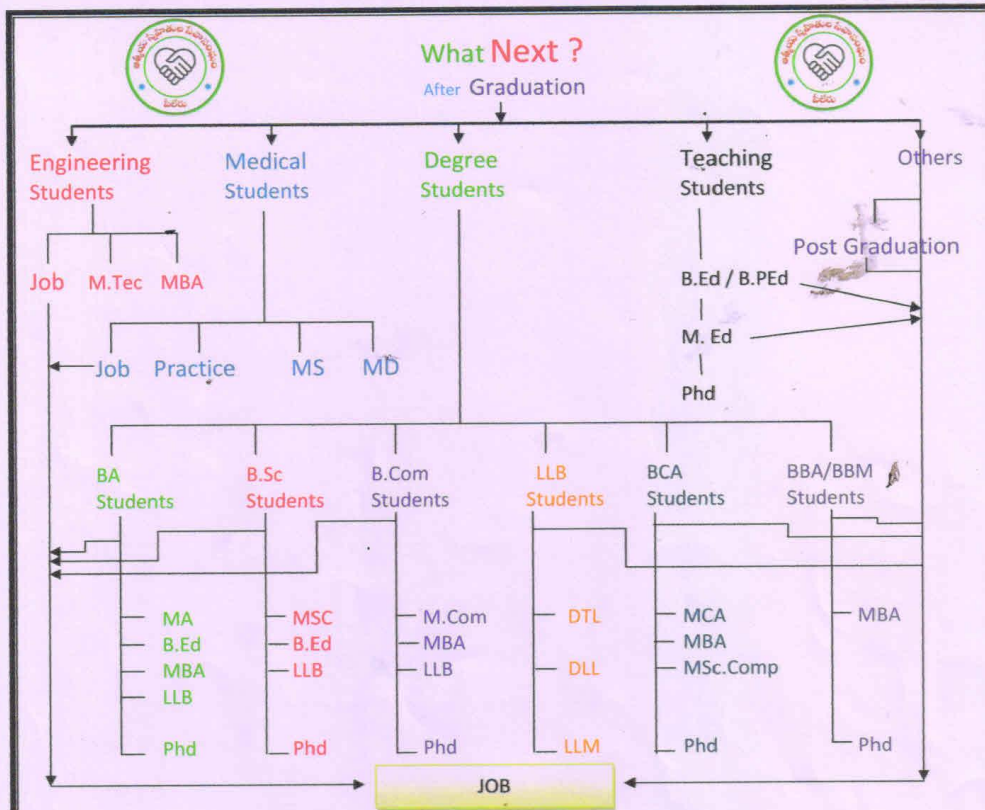 ఆత్మీయ స్నేహితుల సేవాసంఘం
పీలేరు
What Next ?
After Graduation
ఆత్మీయ స్నేహితుల సేవాసంఘం
పీలేరు
Engineering
Students
Medical
Students
Degree
Students
Teaching
Students
Others
Post Graduation
Job M.Tec MBA
B.Ed / B.PEd
M. Ed
Phd
Job Practice MS MD
BA
Students
B.Sc
Students
B.Com
Students
LLB
Students
BCA
Students
BBA/BBM
Students
MA
B.Ed
MBA
LLB
Phd
MSC
B.Ed
LLB
Phd
M.Com
MBA
LLB
Phd
DTL
DLL
LLM
MCA
MBA
MSc.Comp
Phd
MBA
Phd
JOB